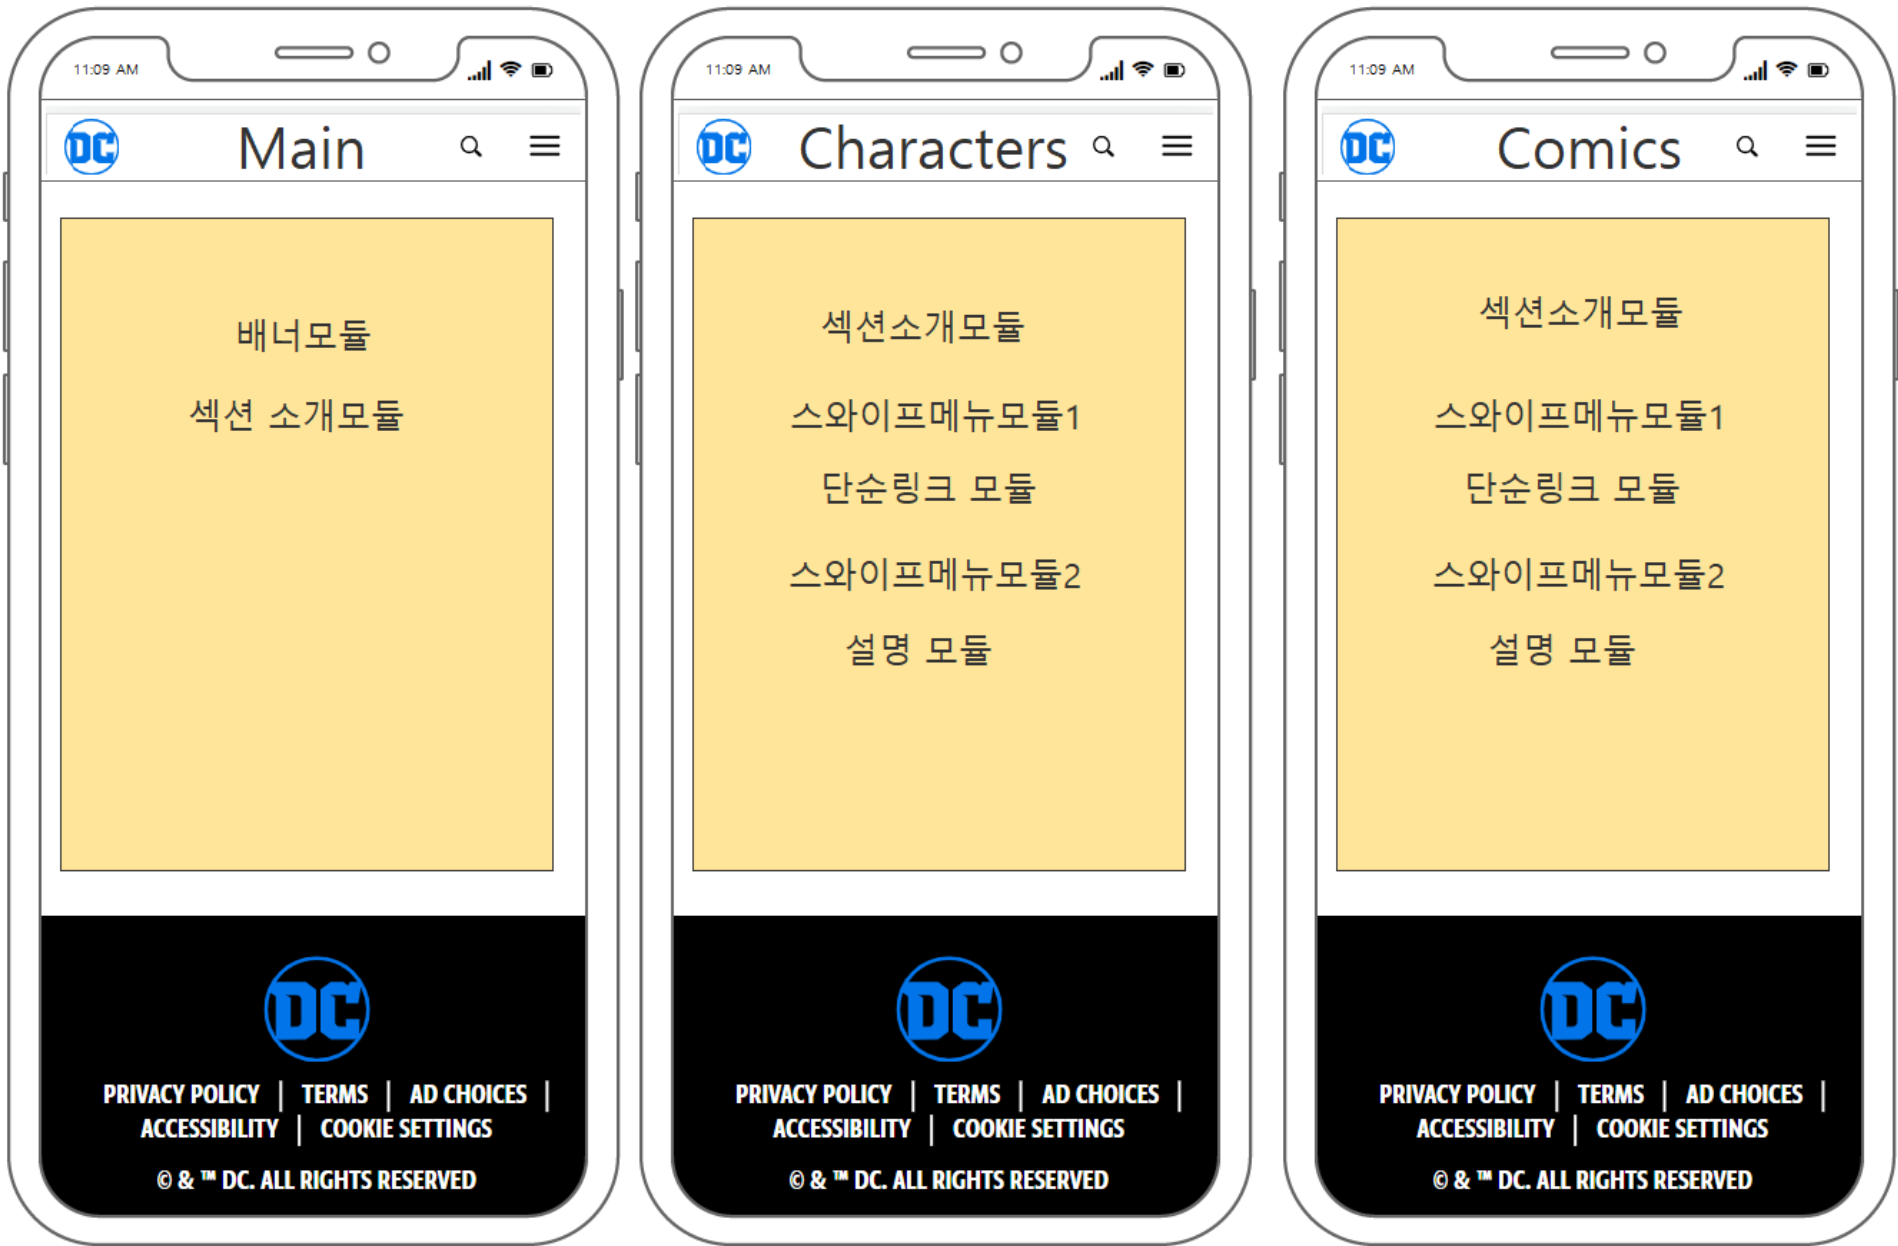 11:09 AM
DC
Main
배너모듈
섹션 소개모듈
DC
PRIVACY POLICY | TERMS | AD CHOICES |
ACCESSIBILITY | COOKIE SETTINGS
© & ™ DC. ALL RIGHTS RESERVED
11:09 AM
DC
Characters
섹션소개모듈
스와이프메뉴모듈1
단순링크 모듈
스와이프메뉴모듈2
설명 모듈
DC
PRIVACY POLICY | TERMS | AD CHOICES |
ACCESSIBILITY | COOKIE SETTINGS
© & ™ DC. ALL RIGHTS RESERVED
11:09 AM
DC
Comics
섹션소개모듈
스와이프메뉴모듈1
단순링크 모듈
스와이프메뉴모듈2
설명 모듈
DC
PRIVACY POLICY | TERMS | AD CHOICES |
ACCESSIBILITY | COOKIE SETTINGS
© & ™ DC. ALL RIGHTS RESERVED